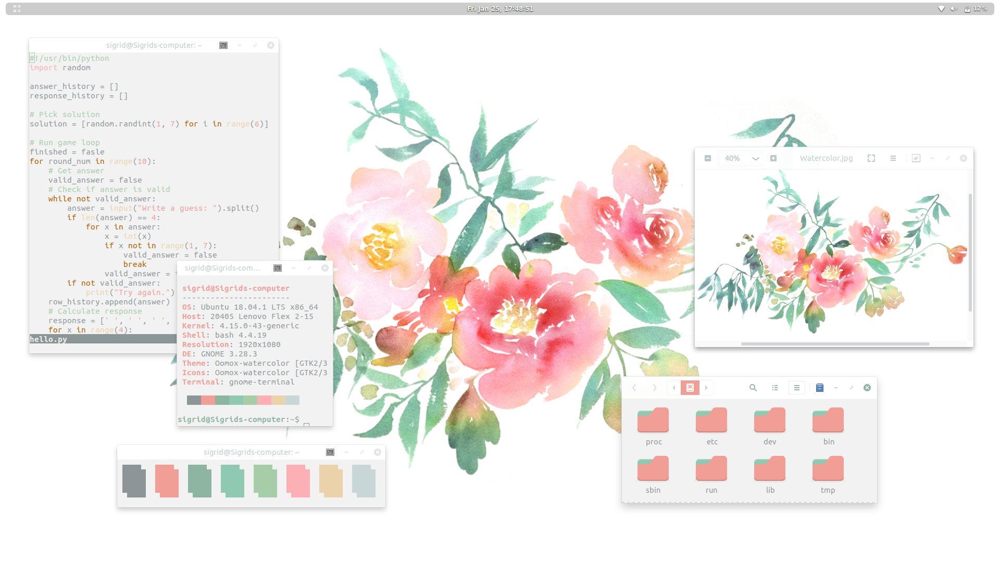 Fri Jan 25, 17:48:51
12%
sigrid@Sigrids-computer: ~
#!/usr/bin/python
import random
answer_history = []
response_history = []
# Pick solution
solution = [random.randint(1, 7) for i in range(6)]
# Run game loop
finished = fasle
for round_num in range(10):
# Get answer
valid_answer = false
# Check if answer is valid
while not valid_answer:
answer = input("Write a guess: ").split()
if len(answer) == 4:
for x in answer:
x = int(x)
if x not in range(1, 7):
valid_answer = false
break
valid_answer =
if not valid_answer:
print("Try again.")
row_history.append(answer)
# Calculate response
response = [' ', ' ', ' ',
for x in range(4):
hello.py
sigrid@Sigrids-com...
sigrid@Sigrids-computer
-----------------------
OS: Ubuntu 18.04.1 LTS x86_64
Host: 20405 Lenovo Flex 2-15
Kernel: 4.15.0-43-generic
Shell: bash 4.4.19
Resolution: 1920x1080
DE: GNOME 3.28.3
Theme: Oomox-watercolor [GTK2/3
Icons: Oomox-watercolor [GTK2/3
Terminal: gnome-terminal
sigrid@Sigrids-computer:~$
sigrid@Sigrids-computer: ~
40%
Watercolor.jpg
proc etc dev bin
sbin run lib tmp